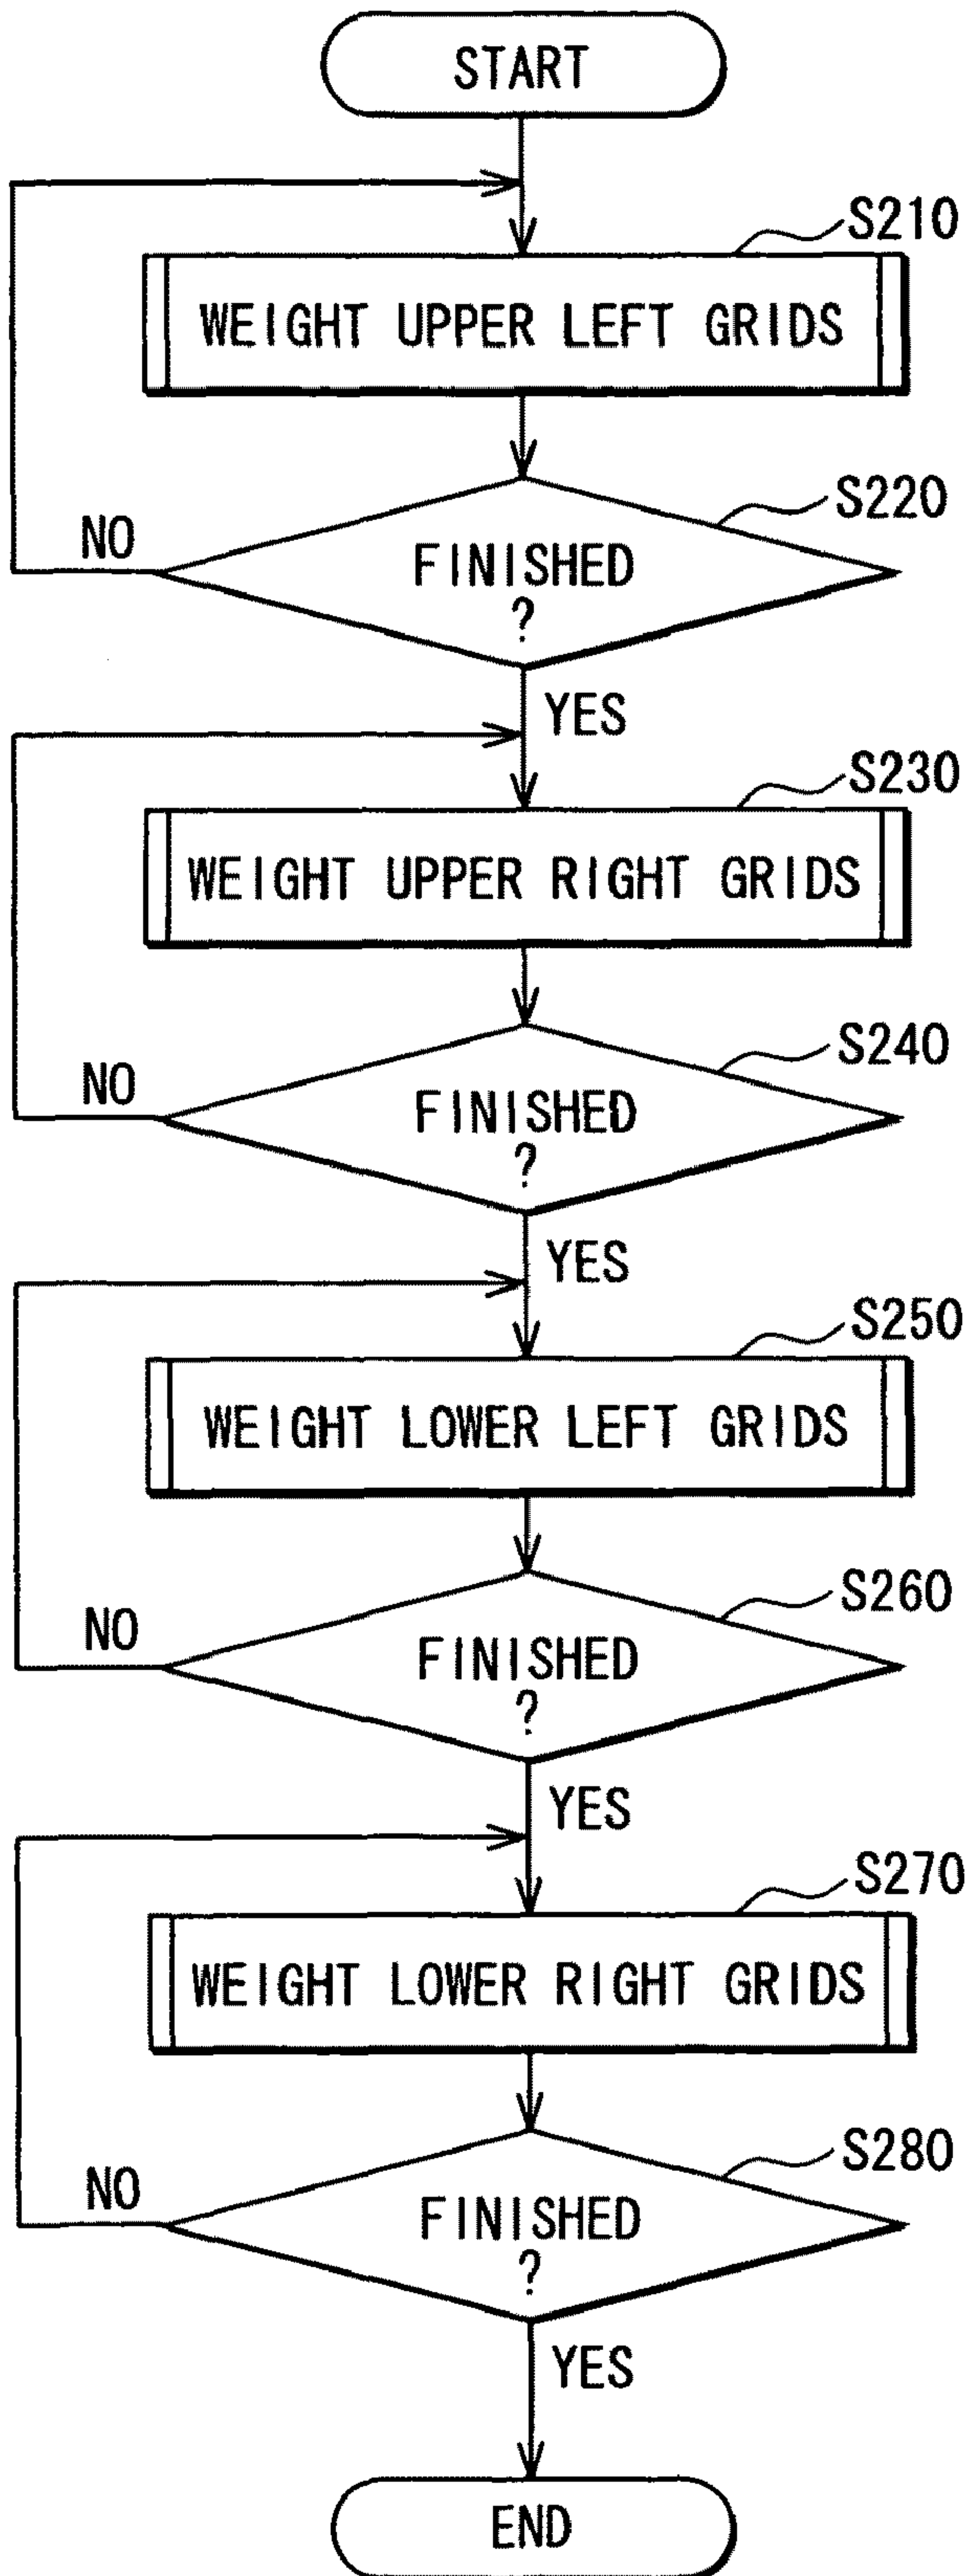 START
S210
WEIGHT UPPER LEFT GRIDS
S220
NO
FINISHED
?
YES
S230
WEIGHT UPPER RIGHT GRIDS
S240
NO
FINISHED
?
YES
S250
WEIGHT LOWER LEFT GRIDS
S260
NO
FINISHED
?
YES
S270
WEIGHT LOWER RIGHT GRIDS
S280
NO
FINISHED
?
YES
END